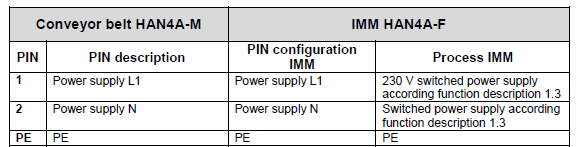 Conveyor belt HAN4A-M IMM HAN4A-F
PIN PIN description PIN configuration IMM Process IMM
1 Power supply L1 Power supply L1 230 V switched power supply according function description 1.3
2 Power supply N Power supply N Switched power supply according function description 1.3
PE PE PE PE